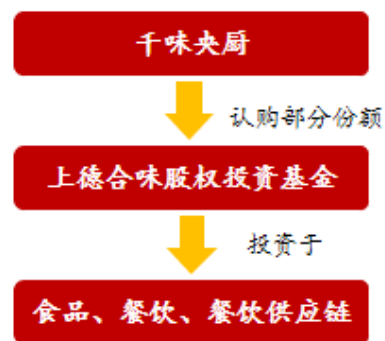 千味央厨
认购部分份额
上德合味股权投资基金
投资于
食品、餐饮、餐饮供应链